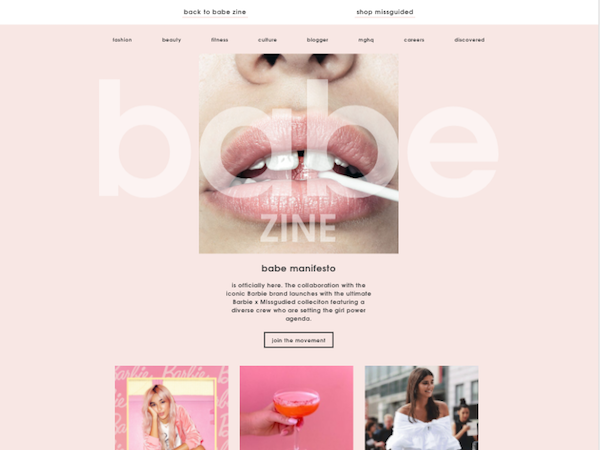 back to babe zine shop missguided
fashion beauty fitness culture blogger mghq careers discovered
babe
ZINE
babe manifesto
is officially here. The collaboration with the
iconic Barbie brand launches with the ultimate
Barbie x Missgudied colleciton featuring a
diverse crew who are setting the girl power
agenda.
join the movement
Barbie Barbie